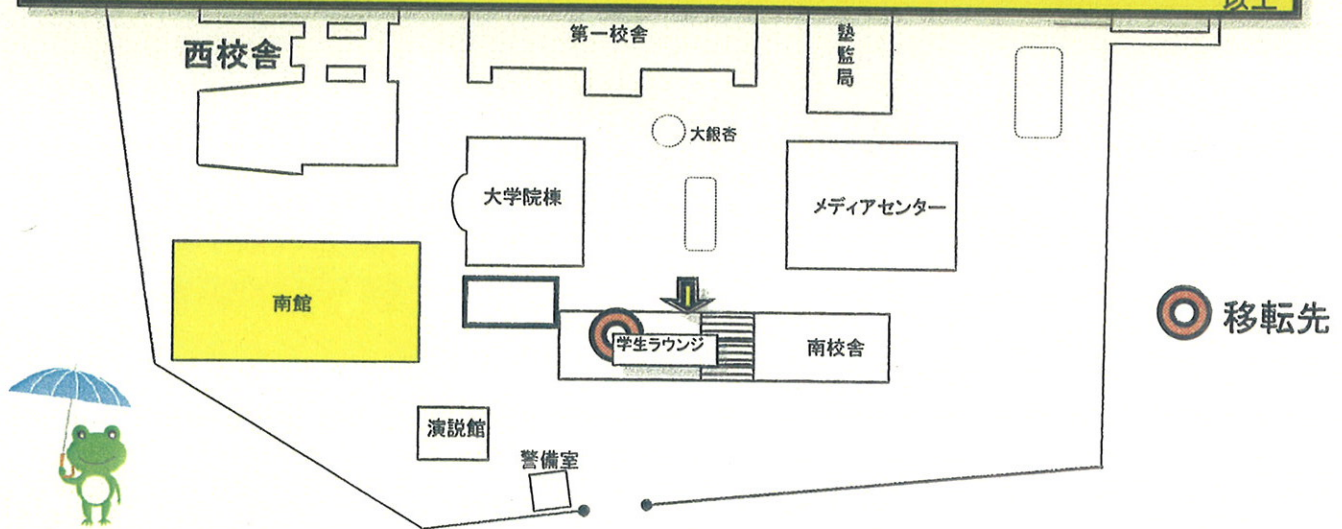 以上
西校舎
第一校舎
塾
監
局
大銀杏
大学院棟
メディアセンター
南館
学生ラウンジ
南校舎
移転先
演説館
警備室